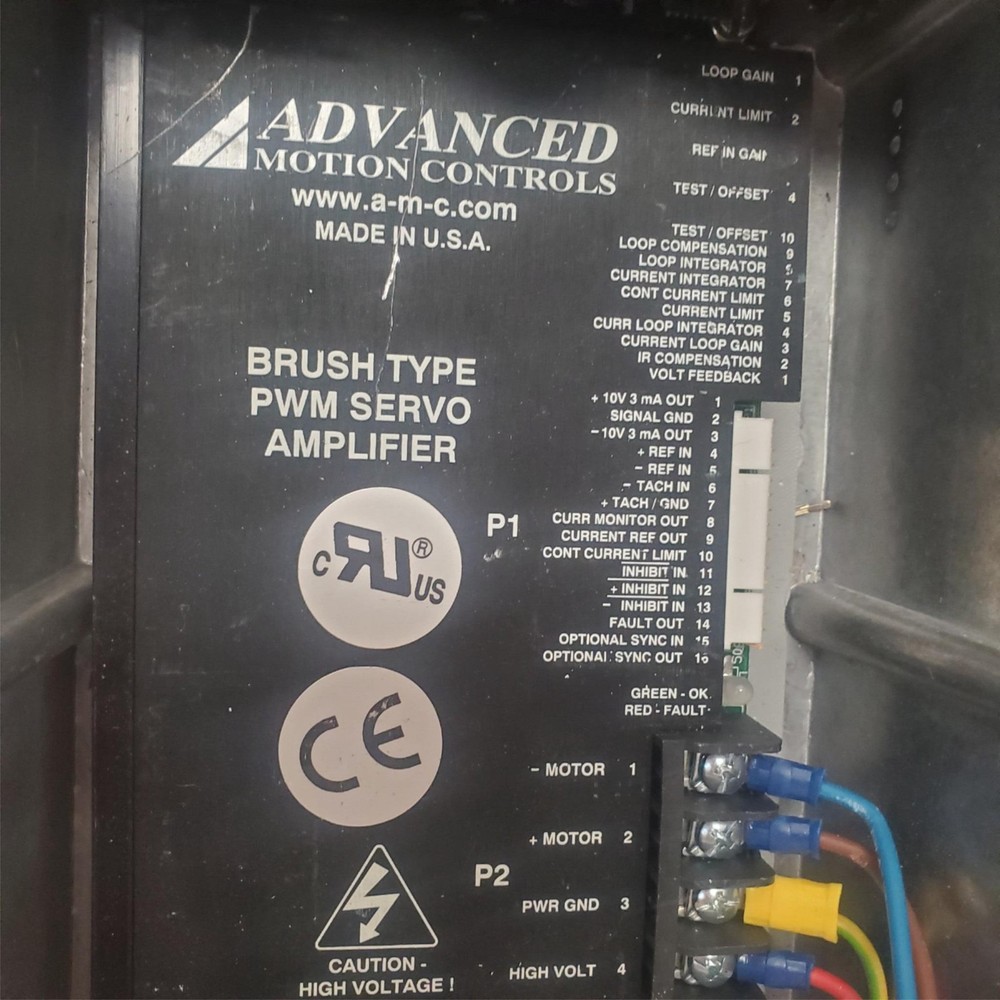 ADVANCED
MOTION CONTROLS
www.a-m-c.com
MADE IN U.S.A.
BRUSH TYPE
PWM SERVO
AMPLIFIER
C RU ® US
CE
CAUTION -
HIGH VOLTAGE !
LOOP GAIN 1
CURRENT LIMIT 2
REF IN GAIN
TEST / OFFSET 4
TEST / OFFSET 10
LOOP COMPENSATION 9
LOOP INTEGRATOR
CURRENT INTEGRATOR 7
CONT CURRENT LIMIT 6
CURRENT LIMIT 5
CURR LOOP INTEGRATOR 4
CURRENT LOOP GAIN 3
IR COMPENSATION 2
VOLT FEEDBACK 1
P1
+ 10V 3 mA OUT 1
SIGNAL GND 2
- 10V 3 mA OUT 3
+ REF IN 4
- REF IN 5
- TACH IN 6
+ TACH / GND 7
CURR MONITOR OUT 8
CURRENT REF OUT 9
CONT CURRENT LIMIT 10
INHIBIT IN 11
+ INHIBIT IN 12
- INHIBIT IN 13
FAULT OUT 14
OPTIONAL SYNC IN 15
OPTIONAL SYNC OUT 16
GREEN - OK
RED - FAULT
P2
- MOTOR 1
+ MOTOR 2
PWR GND 3
HIGH VOLT 4